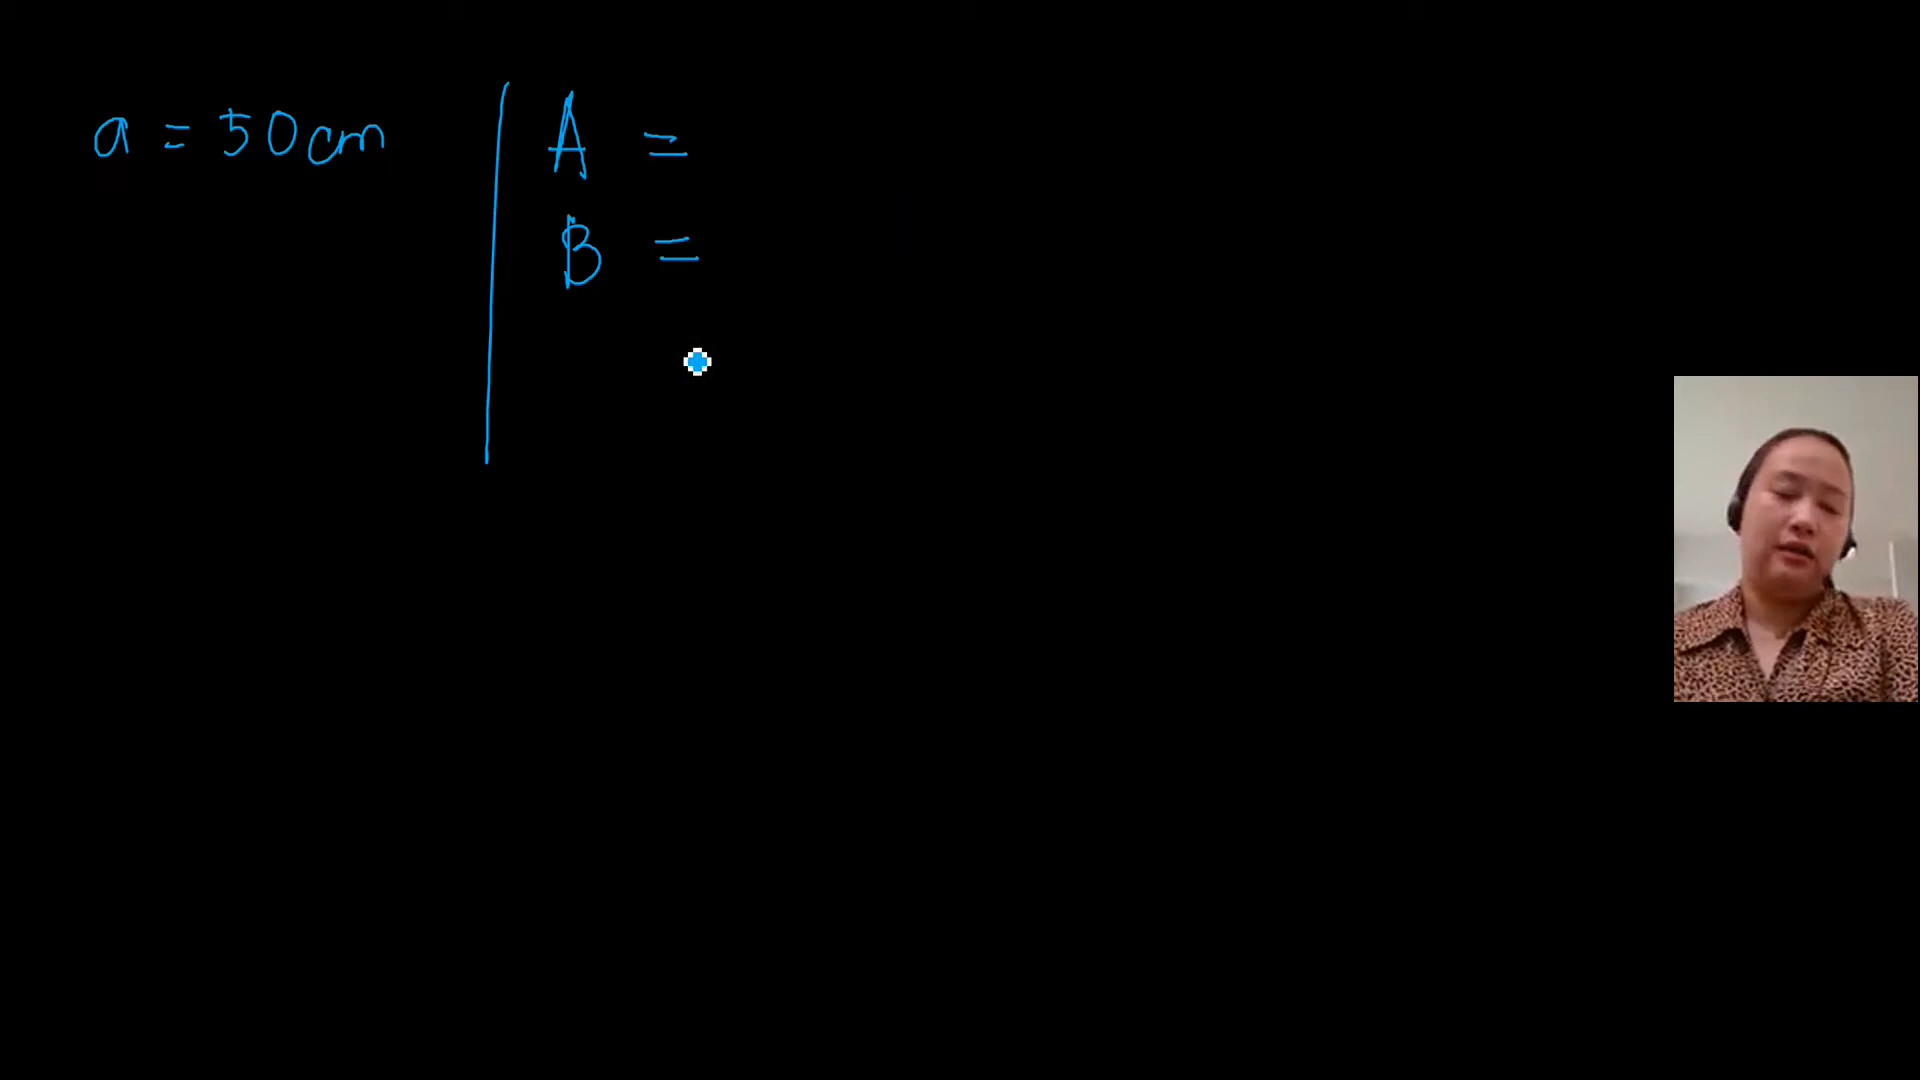 a = 50cm
A =
B =